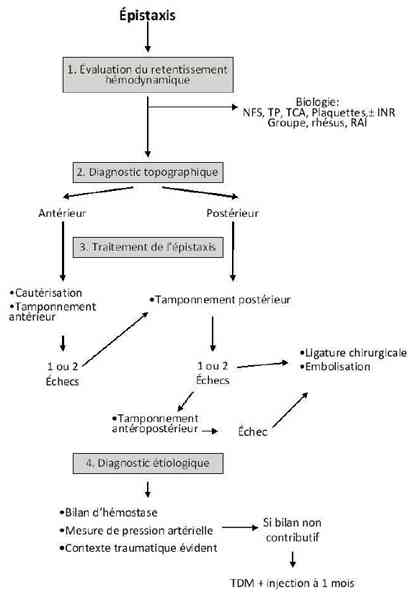 Épistaxis
1. Évaluation du retentissement
hémodynamique
Biologie:
NFS, TP, TCA, Plaquettes,± INR
Groupe, rhésus, RAI
2. Diagnostic topographique
Antérieur
Postérieur
3. Traitement de l'épistaxis
•Cautérisation
•Tamponnement
antérieur
•Tamponnement postérieur
1 ou 2
Échecs
1 ou 2
Échecs
•Ligature chirurgicale
•Embolisation
•Tamponnement
antéropostérieur
Échec
4. Diagnostic étiologique
•Bilan d'hémostase
•Mesure de pression artérielle
•Contexte traumatique évident
Si bilan non
contributif
TDM + injection à 1 mois